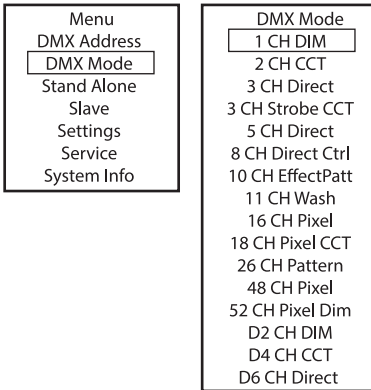 Menu
DMX Address
DMX Mode
Stand Alone
Slave
Settings
Service
System Info
DMX Mode
1 CH DIM
2 CH CCT
3 CH Direct
3 CH Strobe CCT
5 CH Direct
8 CH Direct Ctrl
10 CH EffectPatt
11 CH Wash
16 CH Pixel
18 CH Pixel CCT
26 CH Pattern
48 CH Pixel
52 CH Pixel Dim
D2 CH DIM
D4 CH CCT
D6 CH Direct